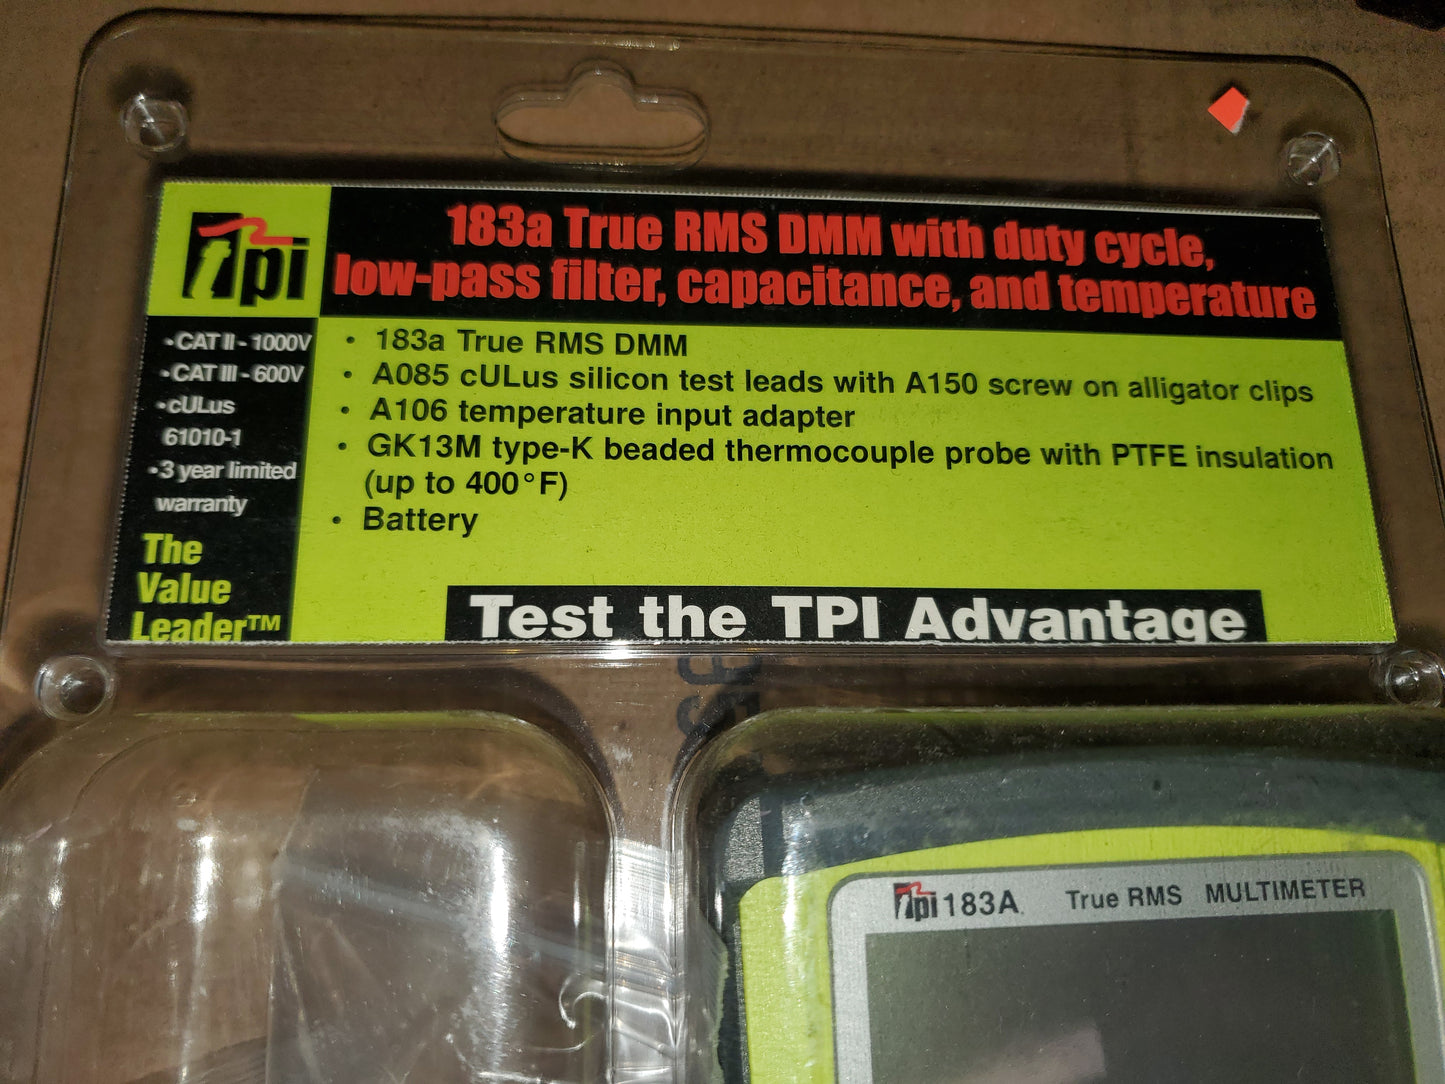 tpi
183a True RMS DMM with duty cycle,
low-pass filter, capacitance, and temperature
•CAT II - 1000V
•CAT III - 600V
•cULus
61010-1
•3 year limited
warranty
The
Value
Leader™
• 183a True RMS DMM
• A085 cULus silicon test leads with A150 screw on alligator clips
• A106 temperature input adapter
• GK13M type-K beaded thermocouple probe with PTFE insulation
(up to 400°F)
• Battery
Test the TPI Advantage
tpi 183A True RMS MULTIMETER